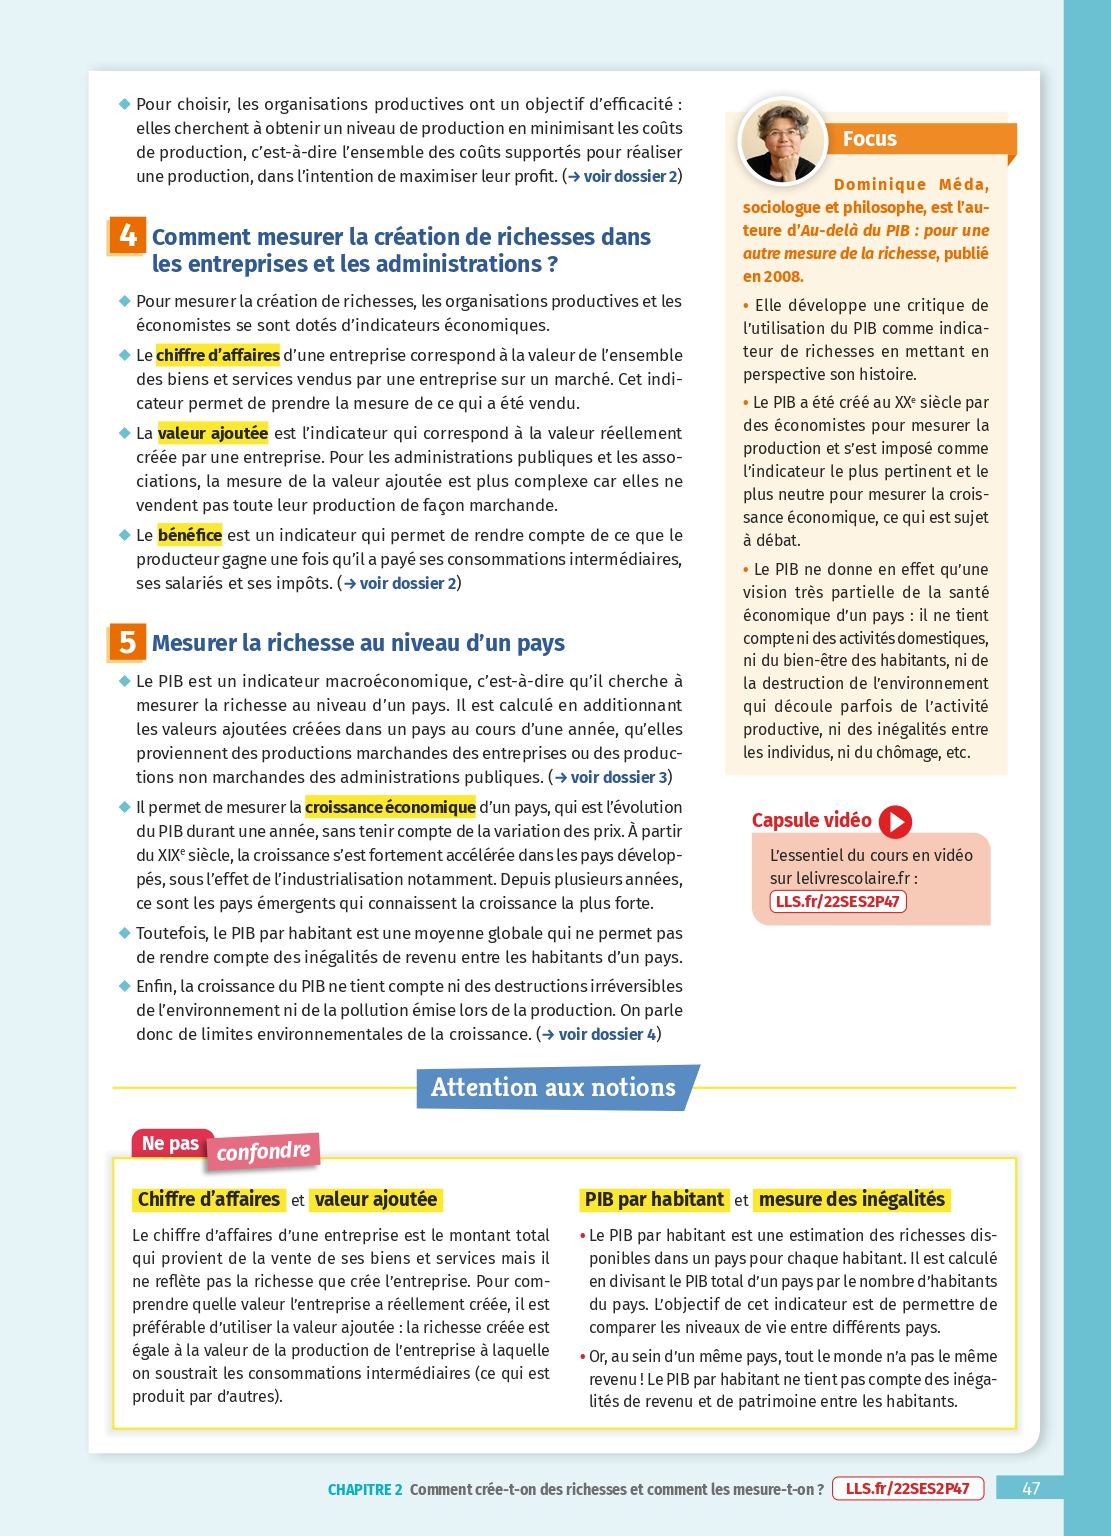 ◆ Pour choisir, les organisations productives ont un objectif d’efficacité :
elles cherchent à obtenir un niveau de production en minimisant les coûts
de production, c’est-à-dire l’ensemble des coûts supportés pour réaliser
une production, dans l’intention de maximiser leur profit. (→ voir dossier 2)
4 Comment mesurer la création de richesses dans
les entreprises et les administrations ?
◆ Pour mesurer la création de richesses, les organisations productives et les
économistes se sont dotés d’indicateurs économiques.
◆ Le chiffre d’affaires d’une entreprise correspond à la valeur de l’ensemble
des biens et services vendus par une entreprise sur un marché. Cet indi-
cateur permet de prendre la mesure de ce qui a été vendu.
◆ La valeur ajoutée est l’indicateur qui correspond à la valeur réellement
créée par une entreprise. Pour les administrations publiques et les asso-
ciations, la mesure de la valeur ajoutée est plus complexe car elles ne
vendent pas toute leur production de façon marchande.
◆ Le bénéfice est un indicateur qui permet de rendre compte de ce que le
producteur gagne une fois qu’il a payé ses consommations intermédiaires,
ses salariés et ses impôts. (→ voir dossier 2)
5 Mesurer la richesse au niveau d’un pays
◆ Le PIB est un indicateur macroéconomique, c’est-à-dire qu’il cherche à
mesurer la richesse au niveau d’un pays. Il est calculé en additionnant
les valeurs ajoutées créées dans un pays au cours d’une année, qu’elles
proviennent des productions marchandes des entreprises ou des produc-
tions non marchandes des administrations publiques. (→ voir dossier 3)
◆ Il permet de mesurer la croissance économique d’un pays, qui est l’évolution
du PIB durant une année, sans tenir compte de la variation des prix. À partir
du XIXe siècle, la croissance s’est fortement accélérée dans les pays dévelop-
pés, sous l’effet de l’industrialisation notamment. Depuis plusieurs années,
ce sont les pays émergents qui connaissent la croissance la plus forte.
◆ Toutefois, le PIB par habitant est une moyenne globale qui ne permet pas
de rendre compte des inégalités de revenu entre les habitants d’un pays.
◆ Enfin, la croissance du PIB ne tient compte ni des destructions irréversibles
de l’environnement ni de la pollution émise lors de la production. On parle
donc de limites environnementales de la croissance. (→ voir dossier 4)
Focus
Dominique Méda,
sociologue et philosophe, est l’au-
teure d’Au-delà du PIB : pour une
autre mesure de la richesse, publié
en 2008.
• Elle développe une critique de
l’utilisation du PIB comme indica-
teur de richesses en mettant en
perspective son histoire.
• Le PIB a été créé au XXe siècle par
des économistes pour mesurer la
production et s’est imposé comme
l’indicateur le plus pertinent et le
plus neutre pour mesurer la crois-
sance économique, ce qui est sujet
à débat.
• Le PIB ne donne en effet qu’une
vision très partielle de la santé
économique d’un pays : il ne tient
compte ni des activités domestiques,
ni du bien-être des habitants, ni de
la destruction de l’environnement
qui découle parfois de l’activité
productive, ni des inégalités entre
les individus, ni du chômage, etc.
Capsule vidéo
L’essentiel du cours en vidéo
sur lelivrescolaire.fr :
LLS.fr/22SES2P47
Attention aux notions
Ne pas confondre
Chiffre d’affaires et valeur ajoutée
Le chiffre d’affaires d’une entreprise est le montant total
qui provient de la vente de ses biens et services mais il
ne reflète pas la richesse que crée l’entreprise. Pour com-
prendre quelle valeur l’entreprise a réellement créée, il est
préférable d’utiliser la valeur ajoutée : la richesse créée est
égale à la valeur de la production de l’entreprise à laquelle
on soustrait les consommations intermédiaires (ce qui est
produit par d’autres).
PIB par habitant et mesure des inégalités
• Le PIB par habitant est une estimation des richesses dis-
ponibles dans un pays pour chaque habitant. Il est calculé
en divisant le PIB total d’un pays par le nombre d’habitants
du pays. L’objectif de cet indicateur est de permettre de
comparer les niveaux de vie entre différents pays.
• Or, au sein d’un même pays, tout le monde n’a pas le même
revenu ! Le PIB par habitant ne tient pas compte des inéga-
lités de revenu et de patrimoine entre les habitants.
CHAPITRE 2 Comment crée-t-on des richesses et comment les mesure-t-on ? LLS.fr/22SES2P47 47